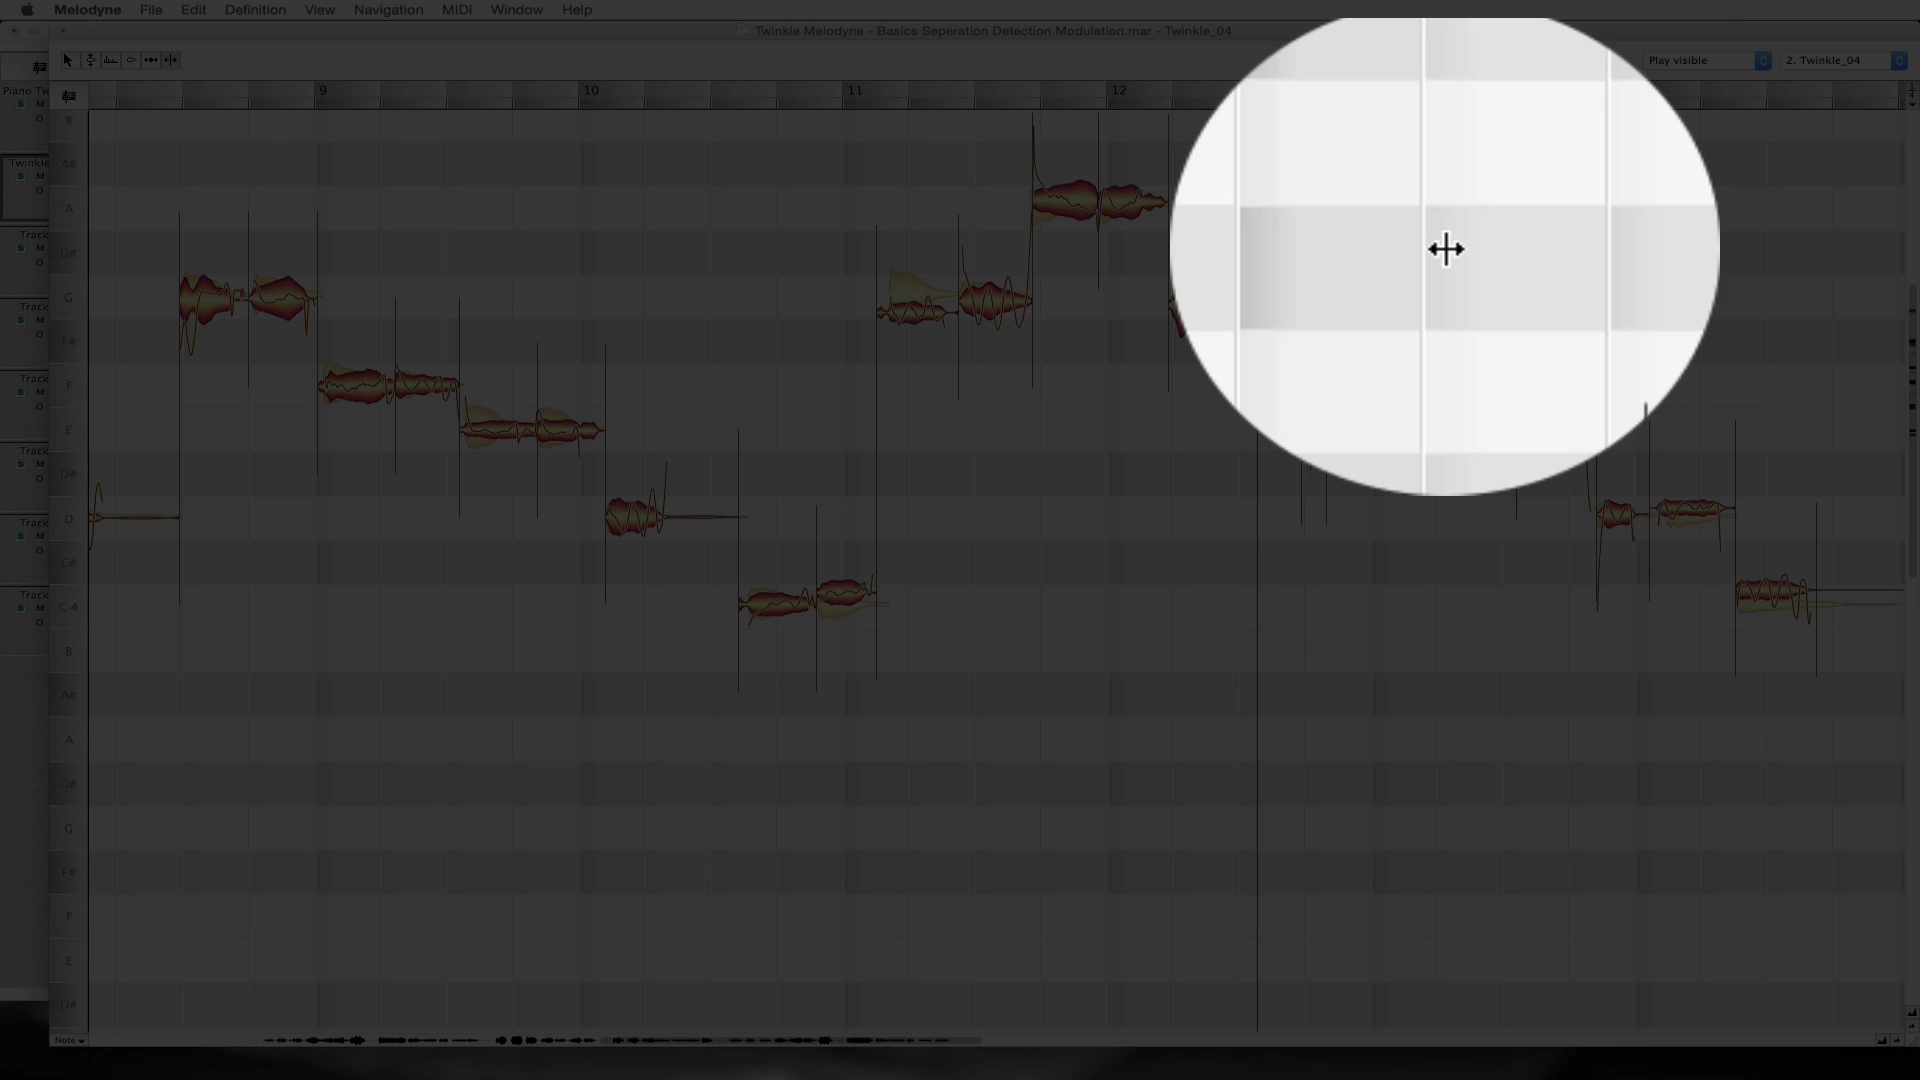 Melodyne File Edit Definition View Navigation MIDI Window Help
Twinkle Melodyne - Basics Seperation Detection Modulation.mar - Twinkle_04
Play visible
2. Twinkle_04
9 10 11 12
Piano Tw
M
Twinkle
M
Track
M
Track
M
Track
M
Track
M
Track
M
Track
M
B
A#
A
G#
G
F#
F
E
D#
D
C#
C 4
B
A#
A
G#
G
F#
F
E
D#
Note